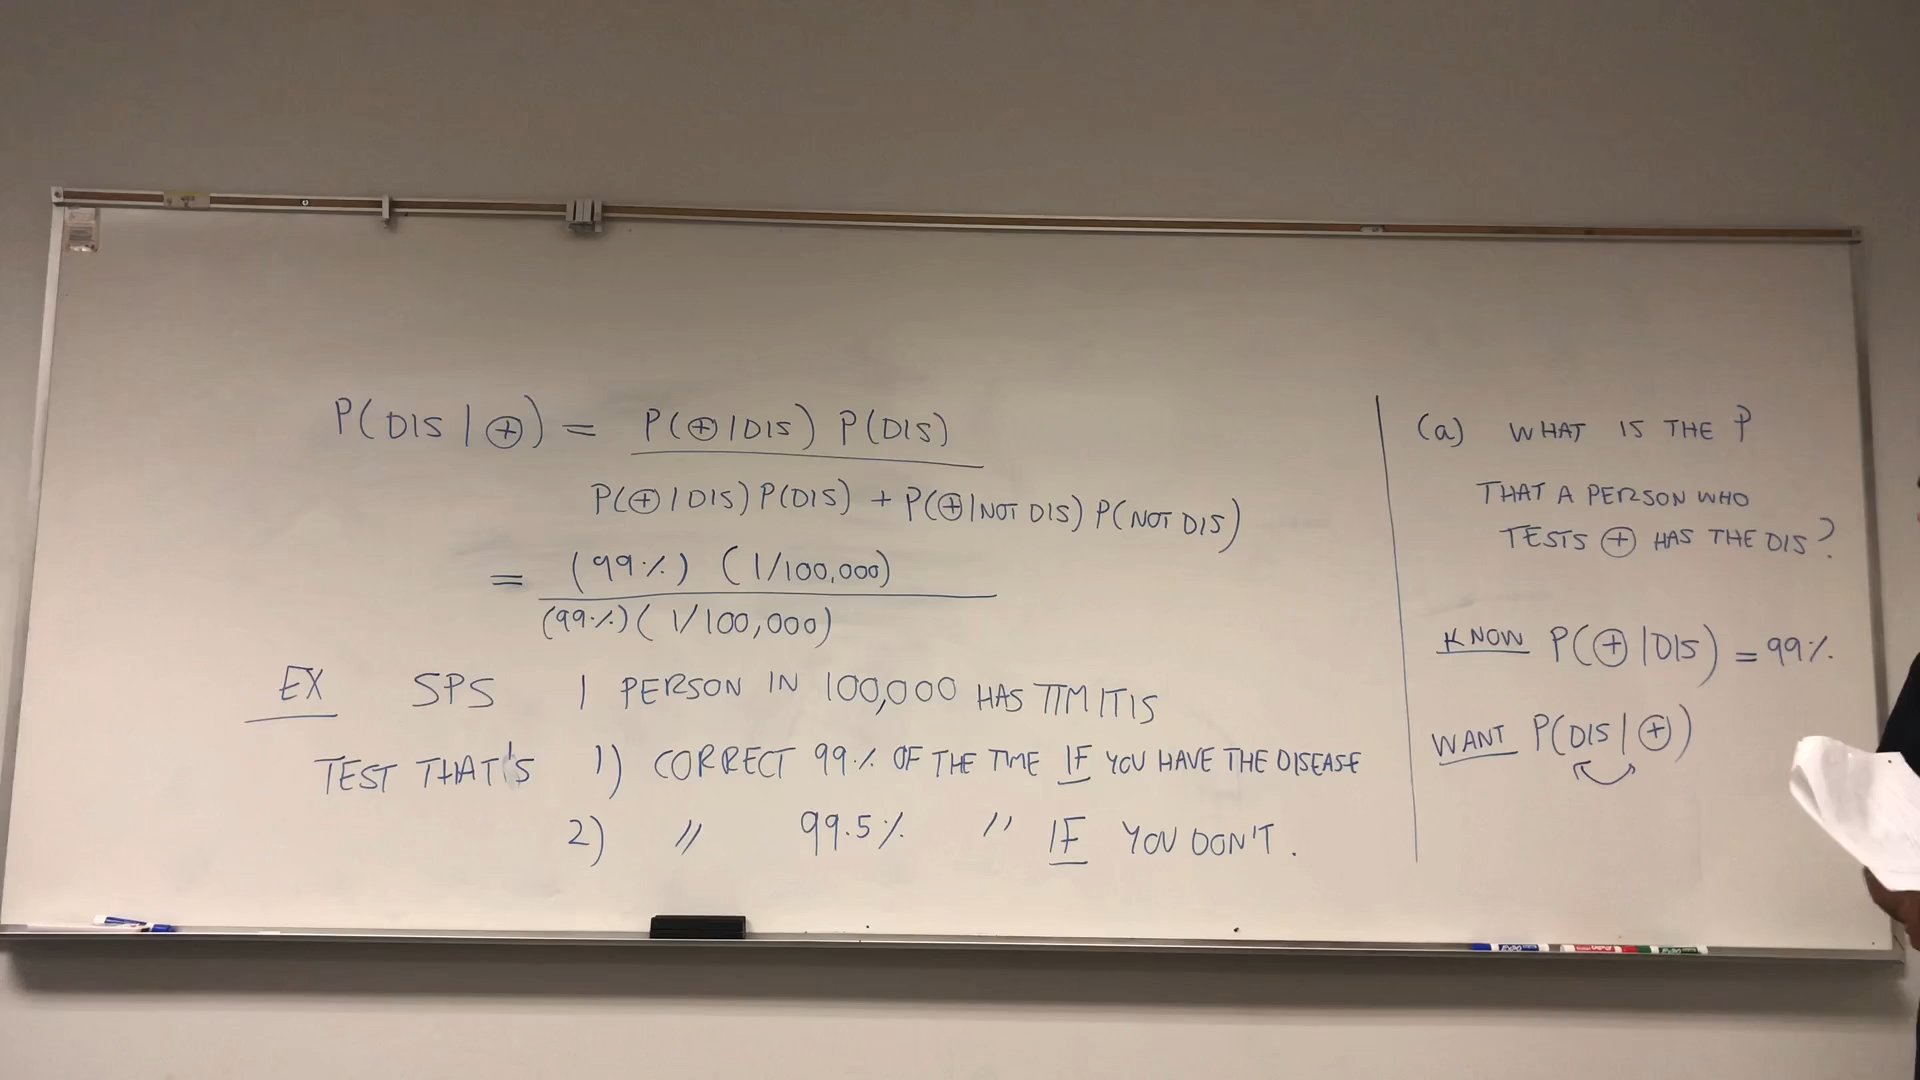 P(DIS | ⊕) = P(⊕ | DIS) P(DIS)
P(⊕ | DIS) P(DIS) + P(⊕ | NOT DIS) P(NOT DIS)
= (99%) (1/100,000)
(99%) (1/100,000)
EX SPS 1 PERSON IN 100,000 HAS TTMITIS
TEST THAT'S 1) CORRECT 99% OF THE TIME IF YOU HAVE THE DISEASE
2) " 99.5% " IF YOU DON'T.
(a) WHAT IS THE P
THAT A PERSON WHO
TESTS ⊕ HAS THE DIS?
KNOW P(⊕ | DIS) = 99%
WANT P(DIS | ⊕)